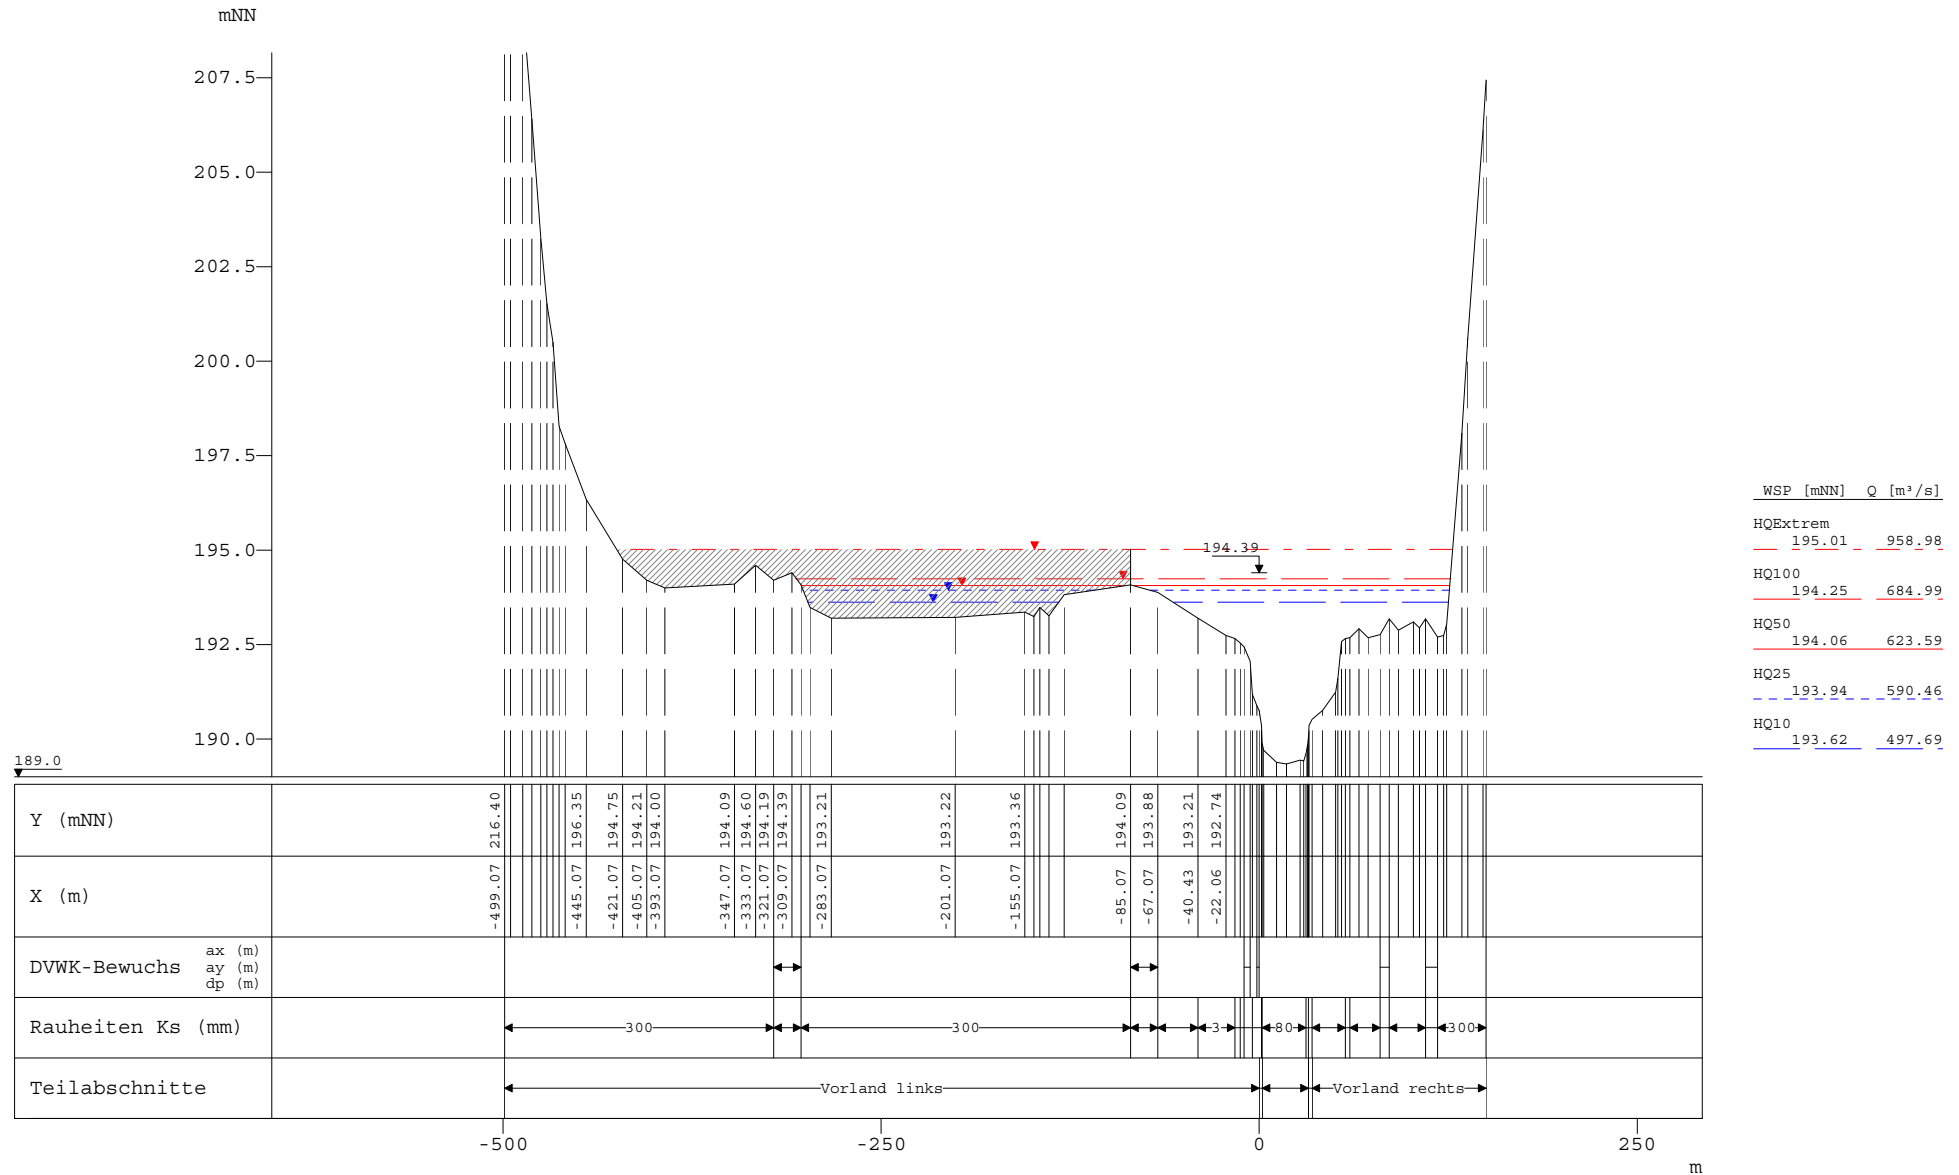 mNN
207.5
205.0
202.5
200.0
197.5
195.0
192.5
190.0
189.0
194.39
WSP [mNN] Q [m³/s]
HQExtrem
195.01 958.98
HQ100
194.25 684.99
HQ50
194.06 623.59
HQ25
193.94 590.46
HQ10
193.62 497.69
Y (mNN)
216.40 196.35 194.75 194.21 194.00 194.09 194.60 194.19 194.39 193.21 193.22 193.36 194.09 193.88 193.21 192.74
X (m)
-499.07 -445.07 -421.07 -405.07 -393.07 -347.07 -333.07 -321.07 -309.07 -283.07 -201.07 -155.07 -85.07 -67.07 -40.43 -22.06
DVWK-Bewuchs
ax (m)
ay (m)
dp (m)
Rauheiten Ks (mm)
300 300 3 80 300
Teilabschnitte
Vorland links Vorland rechts
-500 -250 0 250
m